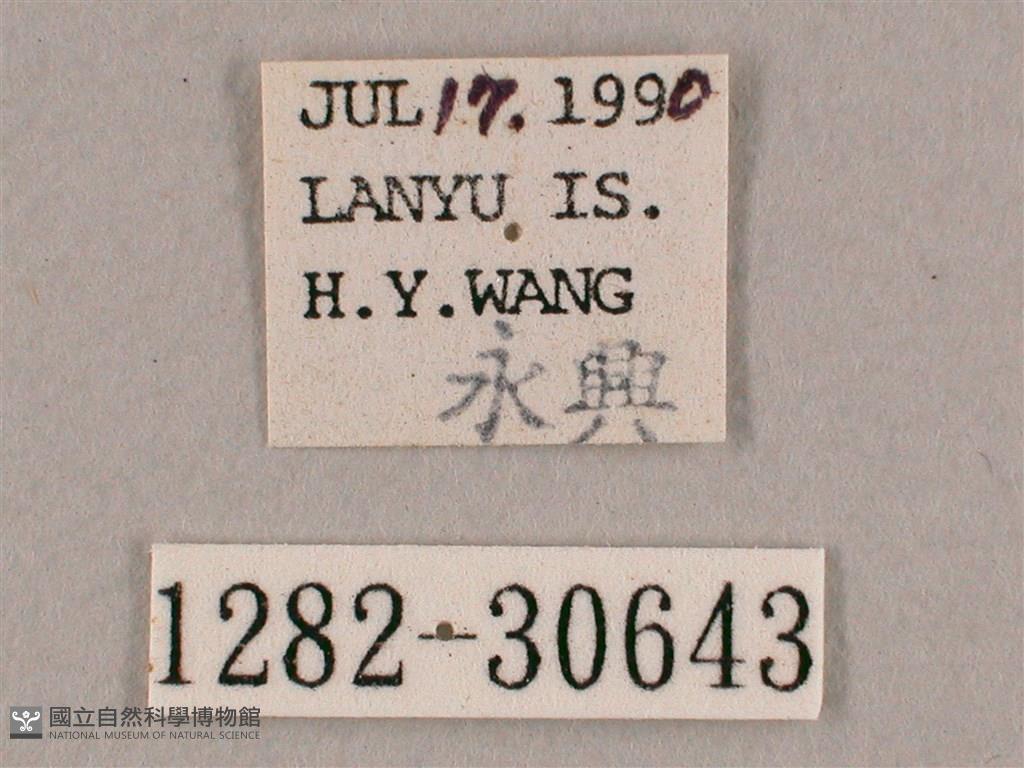 JUL 17. 1990
LANYU IS.
H.Y.WANG
永興
1282-30643
國立自然科學博物館
NATIONAL MUSEUM OF NATURAL SCIENCE